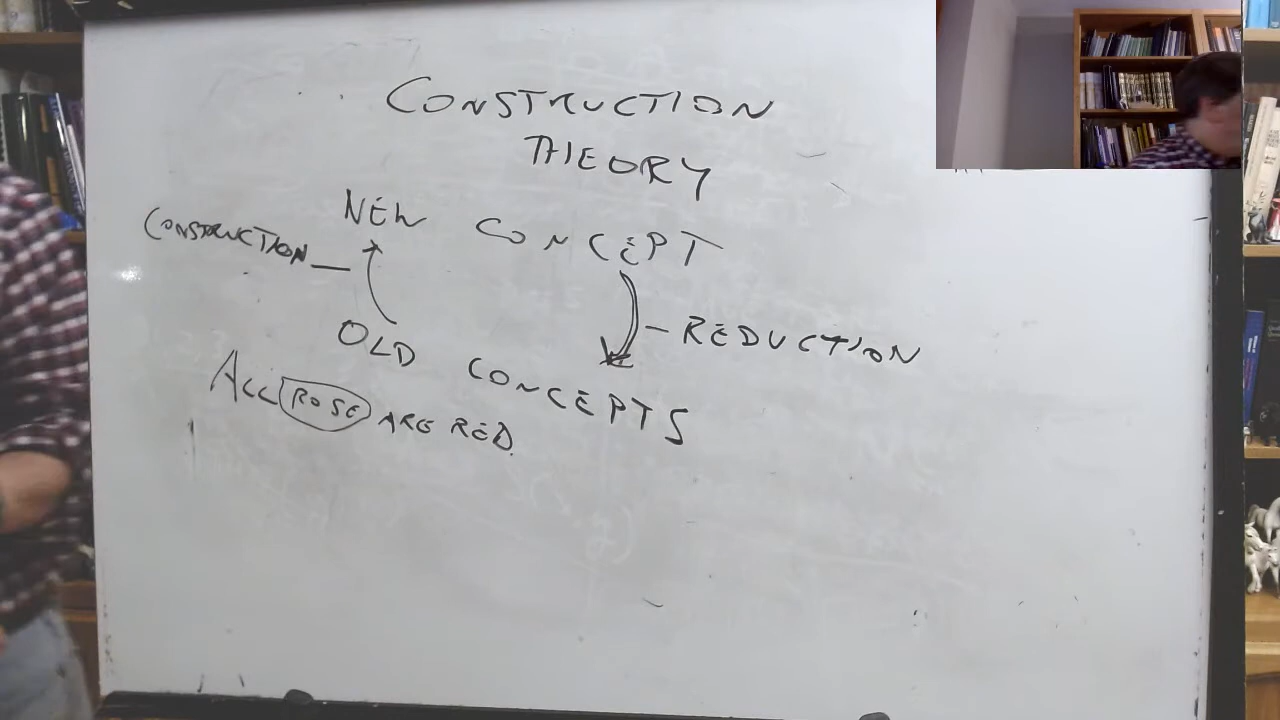 CONSTRUCTION
THEORY
NEW CONCEPT
CONSTRUCTION
REDUCTION
OLD CONCEPTS
ALL ROSE ARE RED.